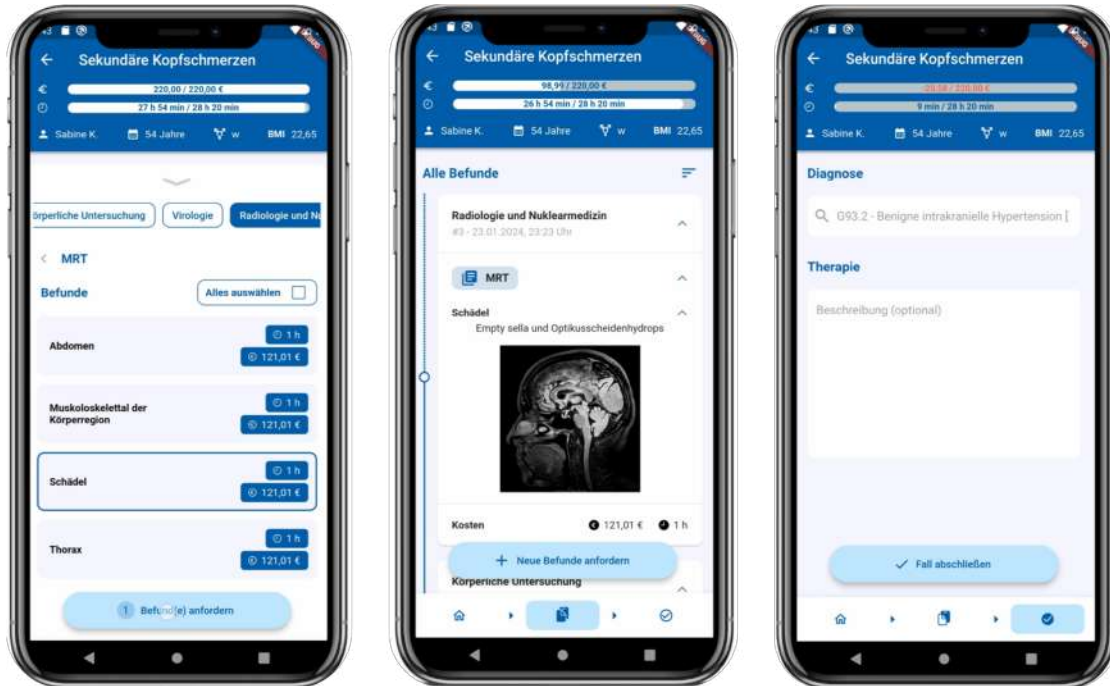 Sekundäre Kopfschmerzen
€ 220,00 / 220,00 €
27 h 54 min / 28 h 20 min
Sabine K. 54 Jahre w BMI 22,65
örperliche Untersuchung Virologie Radiologie und Nu
MRT
Befunde Alles auswählen
Abdomen
1 h
121,01 €
Muskoloskelettal der
Körperregion
1 h
121,01 €
Schädel
1 h
121,01 €
Thorax
1 h
121,01 €
1 Befund(e) anfordern
Sekundäre Kopfschmerzen
€ 98,99 / 220,00 €
26 h 54 min / 28 h 20 min
Sabine K. 54 Jahre w BMI 22,65
Alle Befunde
Radiologie und Nuklearmedizin
#3 - 23.01.2024, 23:23 Uhr
MRT
Schädel
Empty sella und Optikusscheidenhydrops
Kosten 121,01 € 1 h
+ Neue Befunde anfordern
Körperliche Untersuchung
Sekundäre Kopfschmerzen
€ / 220,00 €
9 min / 28 h 20 min
Sabine K. 54 Jahre w BMI 22,65
Diagnose
G93.2 - Benigne intrakranielle Hypertension [
Therapie
Beschreibung (optional)
Fall abschließen